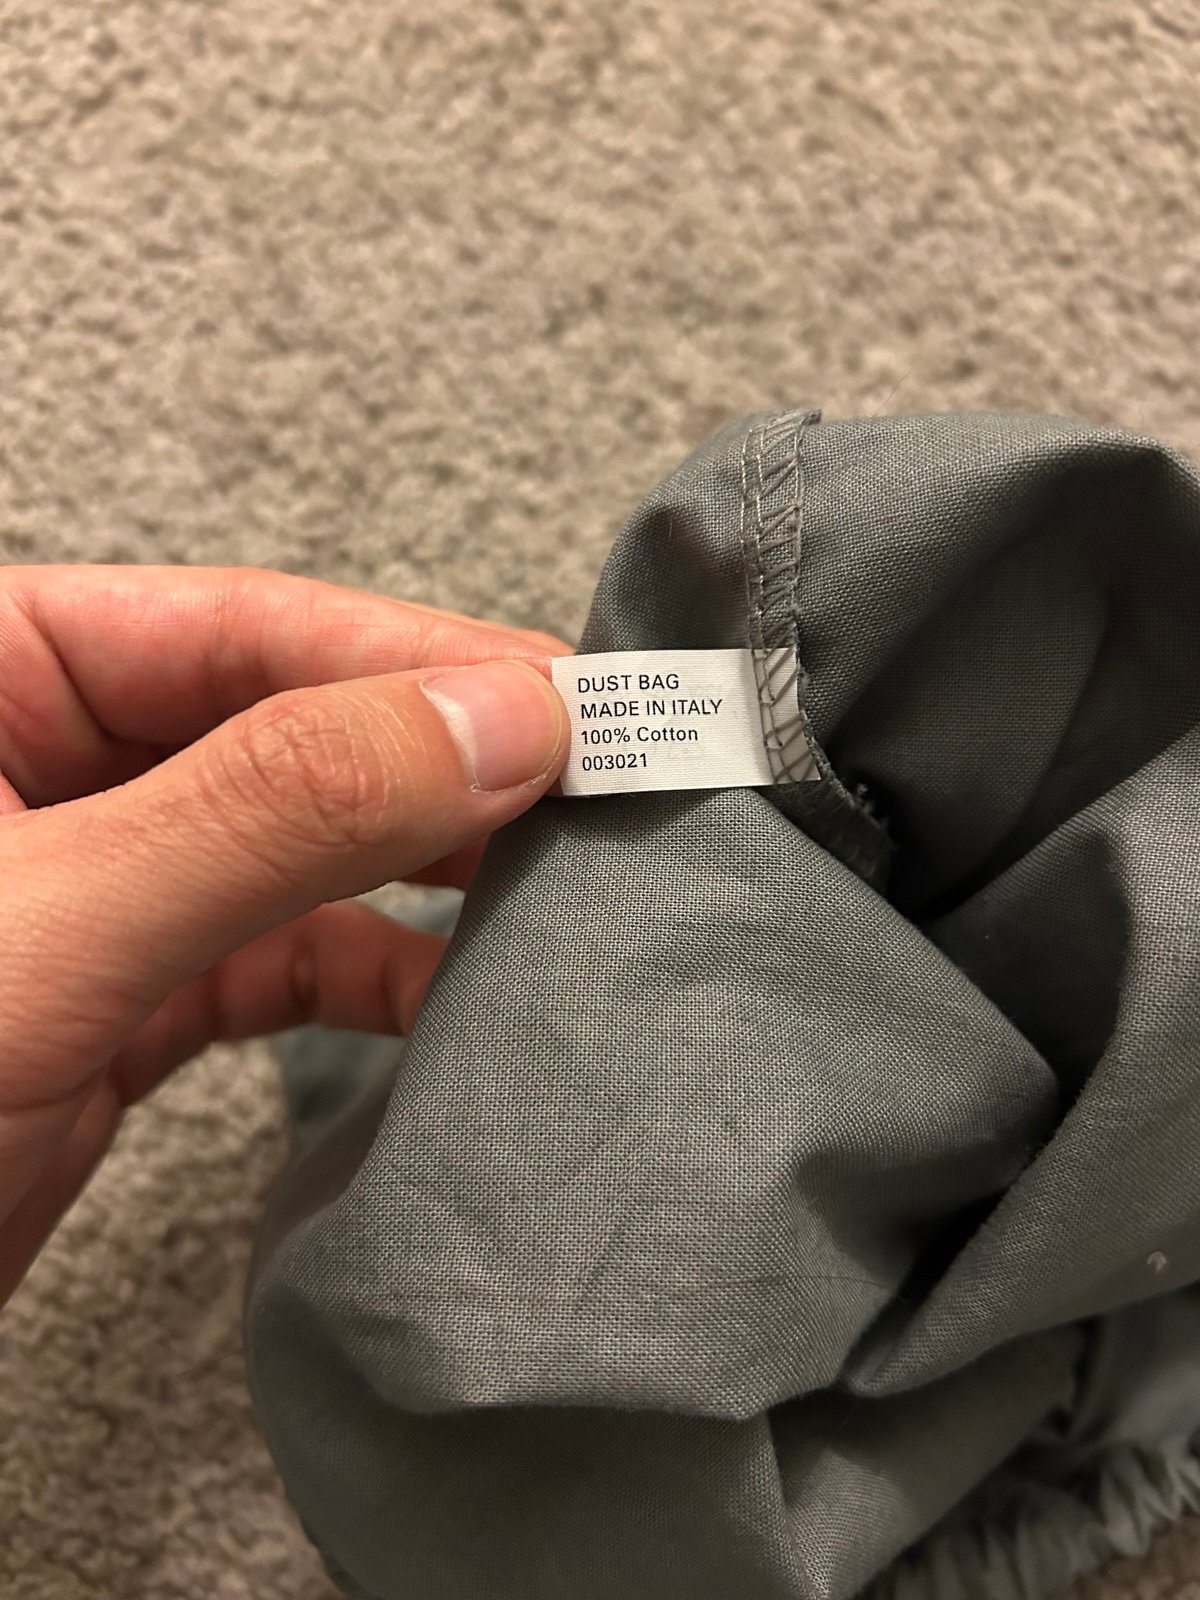 DUST BAG
MADE IN ITALY
100% Cotton
003021